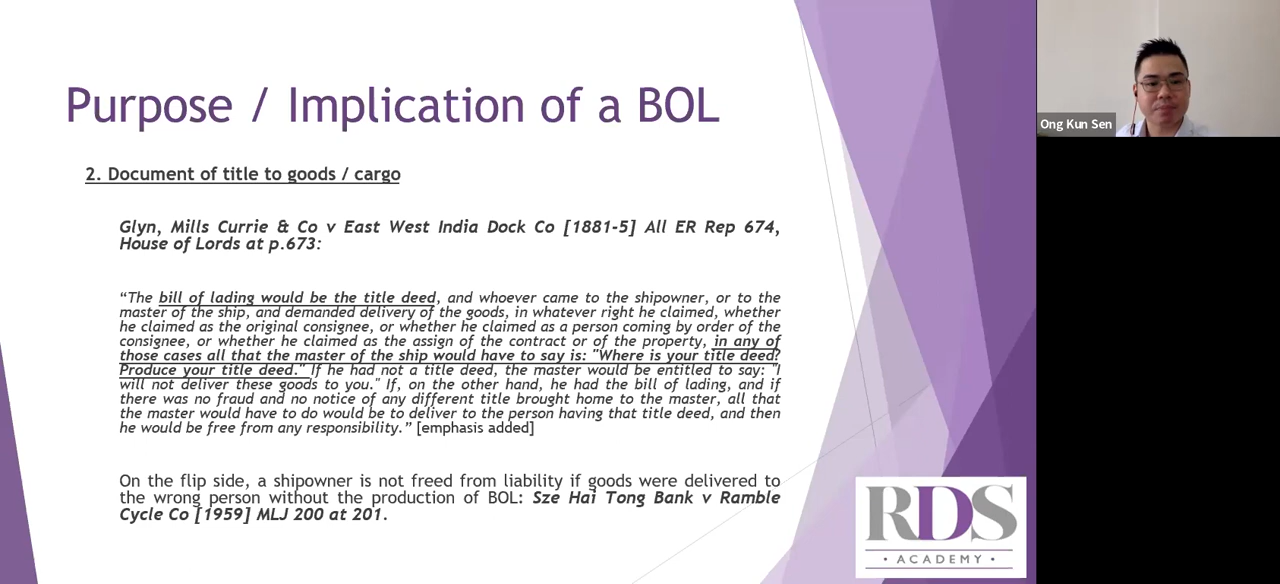 Purpose / Implication of a BOL
2. Document of title to goods / cargo
Glyn, Mills Currie & Co v East West India Dock Co [1881-5] All ER Rep 674,
House of Lords at p.673:
“The bill of lading would be the title deed, and whoever came to the shipowner, or to the
master of the ship, and demanded delivery of the goods, in whatever right he claimed, whether
he claimed as the original consignee, or whether he claimed as a person coming by order of the
consignee, or whether he claimed as the assign of the contract or of the property, in any of
those cases all that the master of the ship would have to say is: "Where is your title deed?
Produce your title deed." If he had not a title deed, the master would be entitled to say: "I
will not deliver these goods to you." If, on the other hand, he had the bill of lading, and if
there was no fraud and no notice of any different title brought home to the master, all that
the master would have to do would be to deliver to the person having that title deed, and then
he would be free from any responsibility.” [emphasis added]
On the flip side, a shipowner is not freed from liability if goods were delivered to
the wrong person without the production of BOL: Sze Hai Tong Bank v Ramble
Cycle Co [1959] MLJ 200 at 201.
RDS
• ACADEMY •
Ong Kun Sen